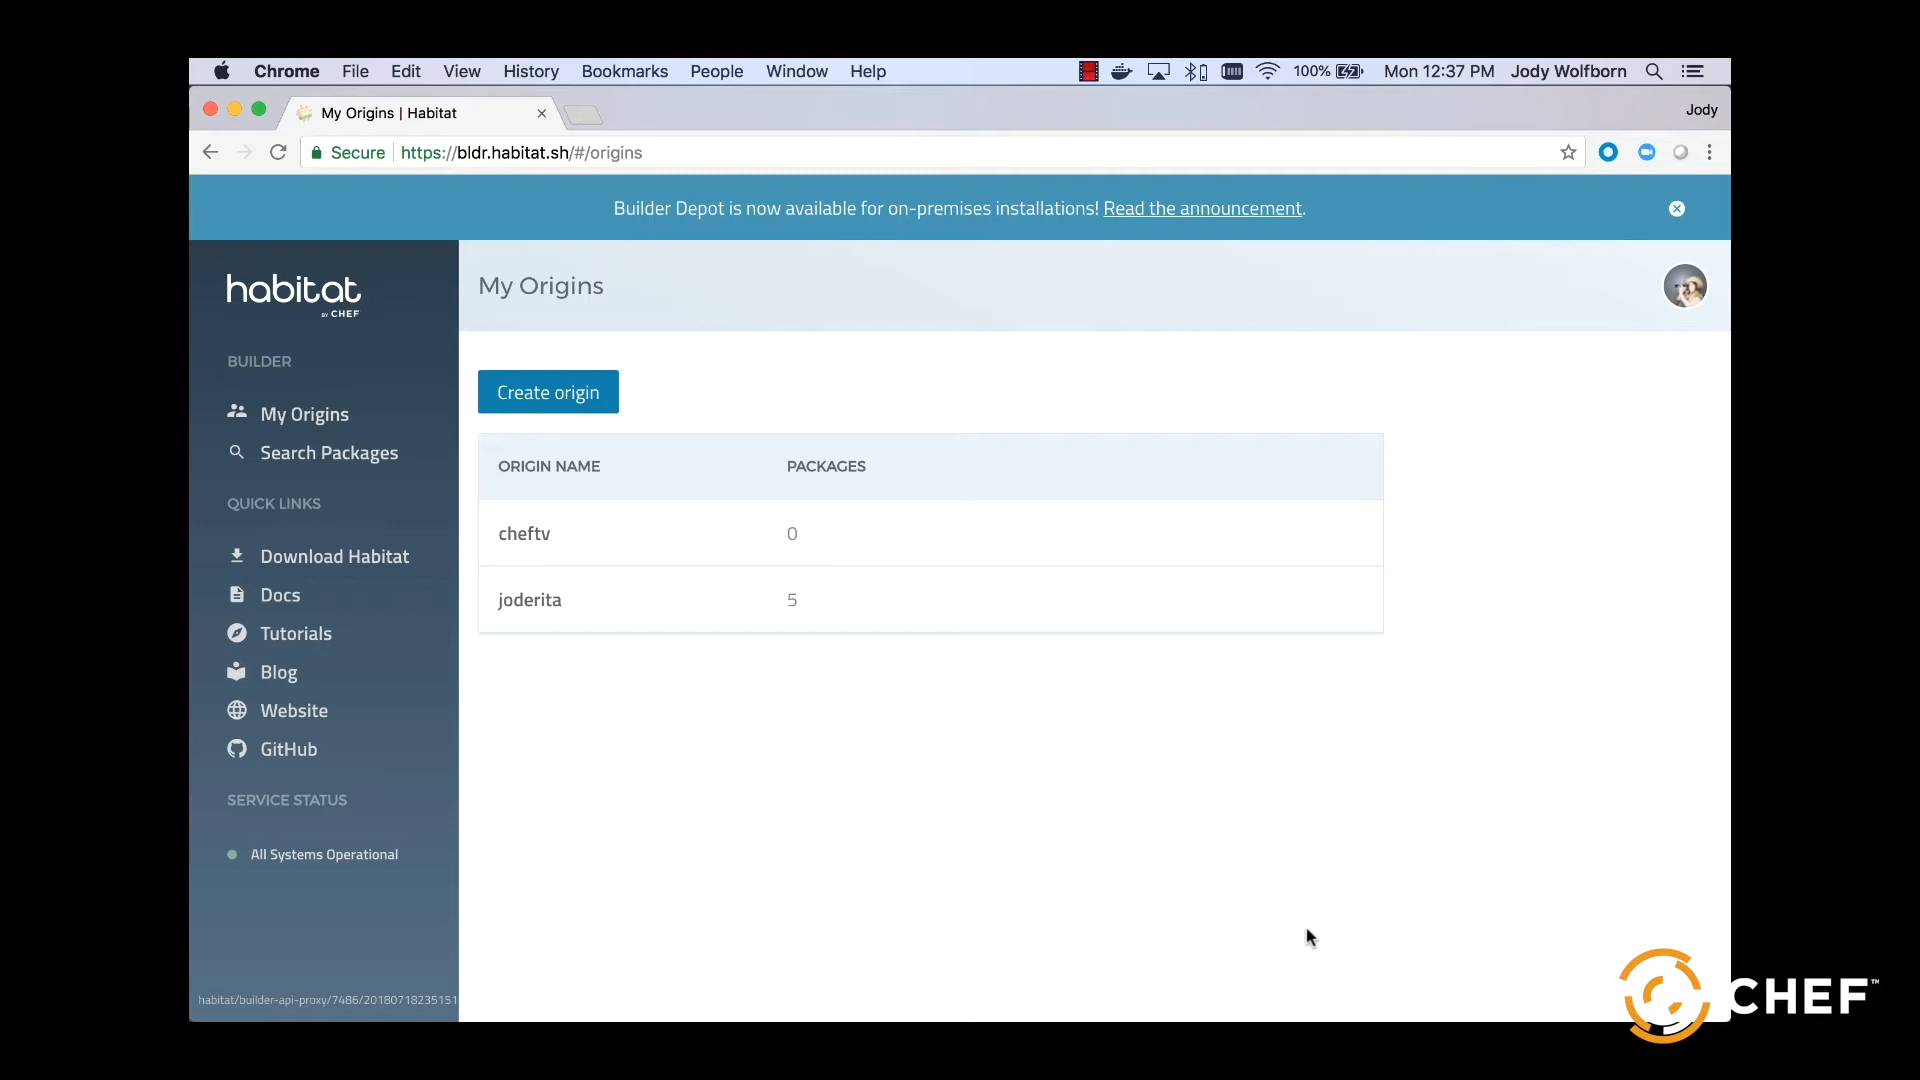 Chrome File Edit View History Bookmarks People Window Help 100% Mon 12:37 PM Jody Wolfborn
My Origins | Habitat Jody
Secure https://bldr.habitat.sh/#/origins
Builder Depot is now available for on-premises installations! Read the announcement.
habitat
BY CHEF
My Origins
BUILDER
My Origins
Search Packages
QUICK LINKS
Download Habitat
Docs
Tutorials
Blog
Website
GitHub
SERVICE STATUS
All Systems Operational
habitat/builder-api-proxy/7486/20180718235151
Create origin
ORIGIN NAME PACKAGES
cheftv 0
joderita 5
CHEF™